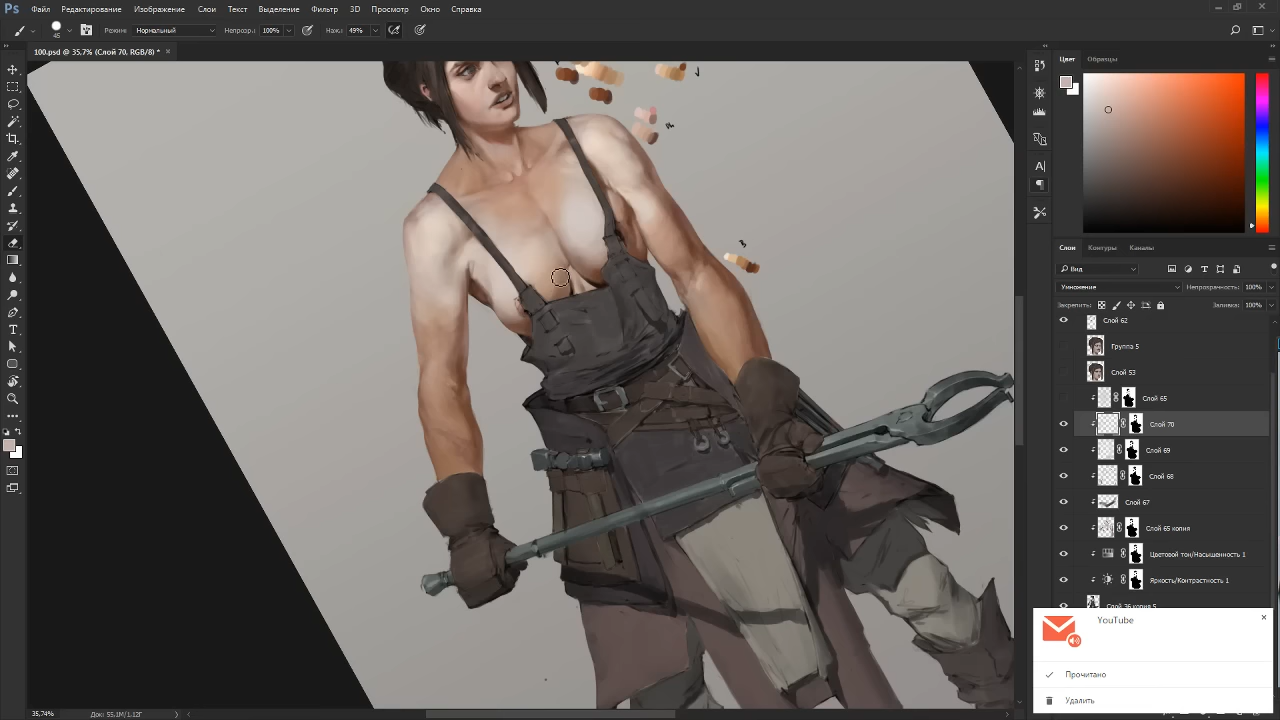 Ps Файл Редактирование Изображение Слои Текст Выделение Фильтр 3D Просмотр Окно Справка
45 Режим: Нормальный Непрозр.: 100% Наж.: 49%
100.psd @ 35,7% (Слой 70, RGB/8) * ×
Цвет Образцы
Слои Контуры Каналы
Вид
Умножение Непрозрачность: 100%
Закрепить: Заливка: 100%
Слой 62
Группа 5
Слой 53
Слой 65
Слой 70
Слой 69
Слой 68
Слой 67
Слой 65 копия
Цветовой тон/Насыщенность 1
Яркость/Контрастность 1
Слой 36 копия 5
YouTube
Прочитано
Удалить
35,74% Док: 55,1M/1,12Г